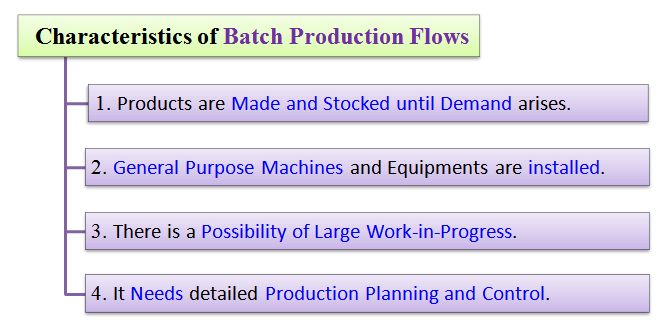 Characteristics of Batch Production Flows
1. Products are Made and Stocked until Demand arises.
2. General Purpose Machines and Equipments are installed.
3. There is a Possibility of Large Work-in-Progress.
4. It Needs detailed Production Planning and Control.